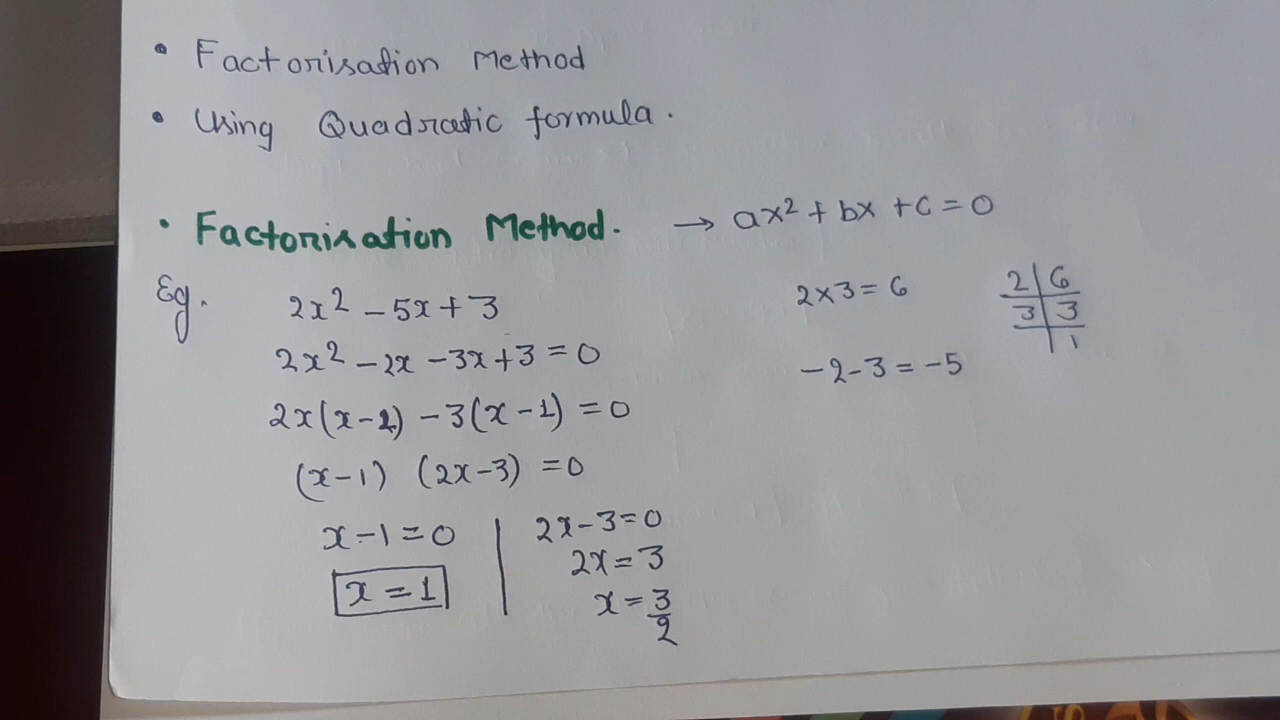 • Factorisation Method
• Using Quadratic formula.
• Factorisation Method. → ax² + bx + c = 0
Eg. 2x² - 5x + 3
2 x 3 = 6
2 | 6
3 | 3
| 1
2x² - 2x - 3x + 3 = 0
-2 - 3 = -5
2x(x-1) - 3(x-1) = 0
(x-1) (2x-3) = 0
x - 1 = 0 | 2x - 3 = 0
2x = 3
x = 1
x = 3/2